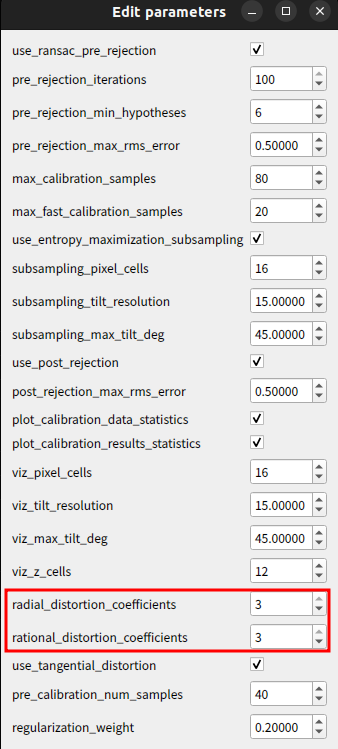 Edit parameters
use_ransac_pre_rejection
pre_rejection_iterations 100
pre_rejection_min_hypotheses 6
pre_rejection_max_rms_error 0.50000
max_calibration_samples 80
max_fast_calibration_samples 20
use_entropy_maximization_subsampling
subsampling_pixel_cells 16
subsampling_tilt_resolution 15.00000
subsampling_max_tilt_deg 45.00000
use_post_rejection
post_rejection_max_rms_error 0.50000
plot_calibration_data_statistics
plot_calibration_results_statistics
viz_pixel_cells 16
viz_tilt_resolution 15.00000
viz_max_tilt_deg 45.00000
viz_z_cells 12
radial_distortion_coefficients 3
rational_distortion_coefficients 3
use_tangential_distortion
pre_calibration_num_samples 40
regularization_weight 0.20000